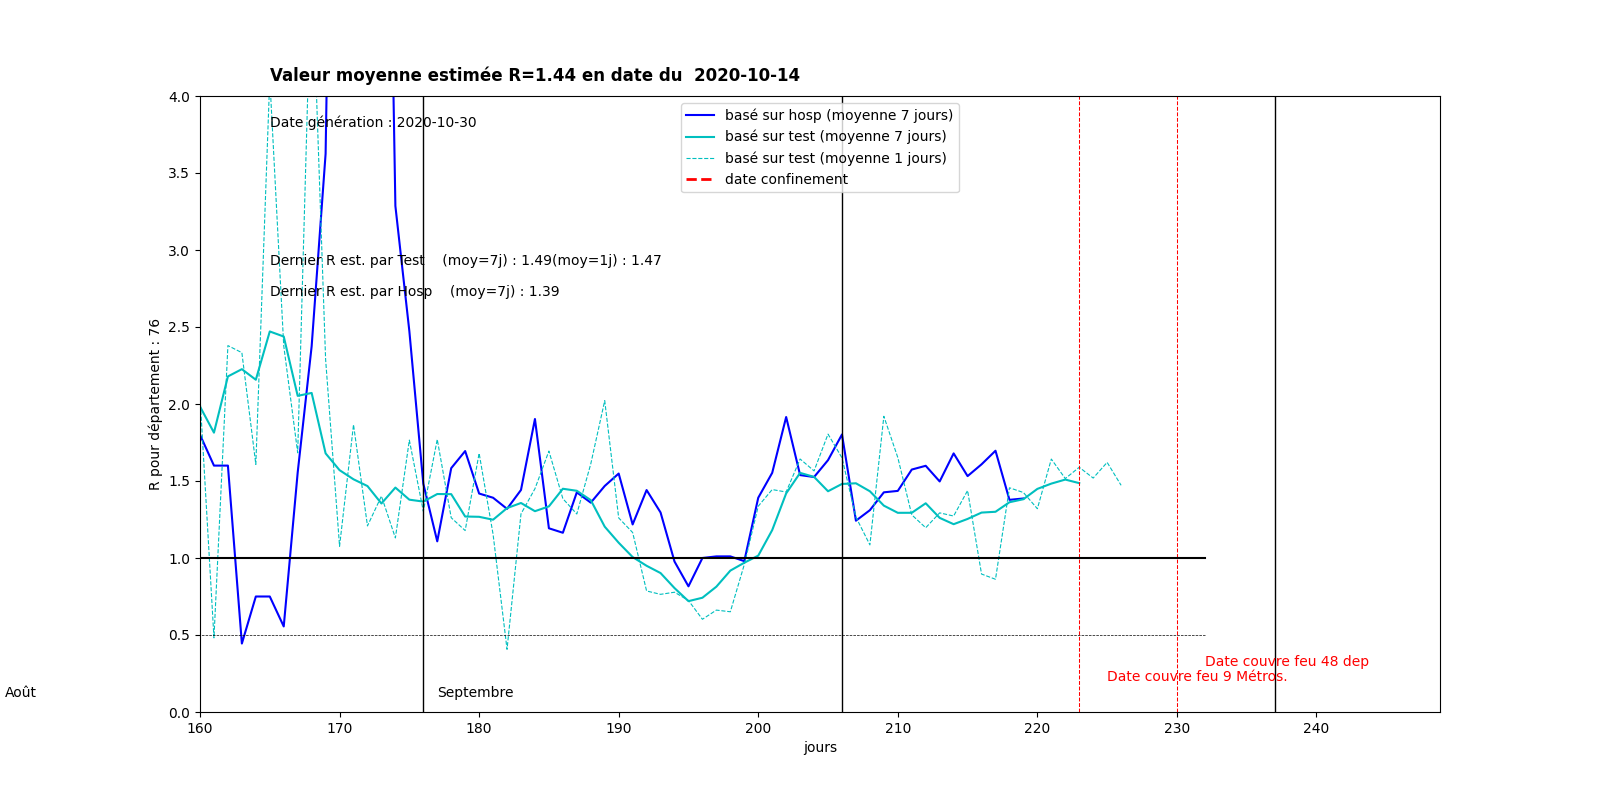 Valeur moyenne estimée R=1.44 en date du  2020-10-14
4.0
Date génération : 2020-10-30
basé sur hosp (moyenne 7 jours)
basé sur test (moyenne 7 jours)
basé sur test (moyenne 1 jours)
date confinement
3.5
3.0
Dernier R est. par Test    (moy=7j) : 1.49(moy=1j) : 1.47
Dernier R est. par Hosp    (moy=7j) : 1.39
2.5
R pour département : 76
2.0
1.5
1.0
0.5
Date couvre feu 48 dep
Date couvre feu 9 Métros.
Août
Septembre
0.0
160 170 180 190 200 210 220 230 240
jours